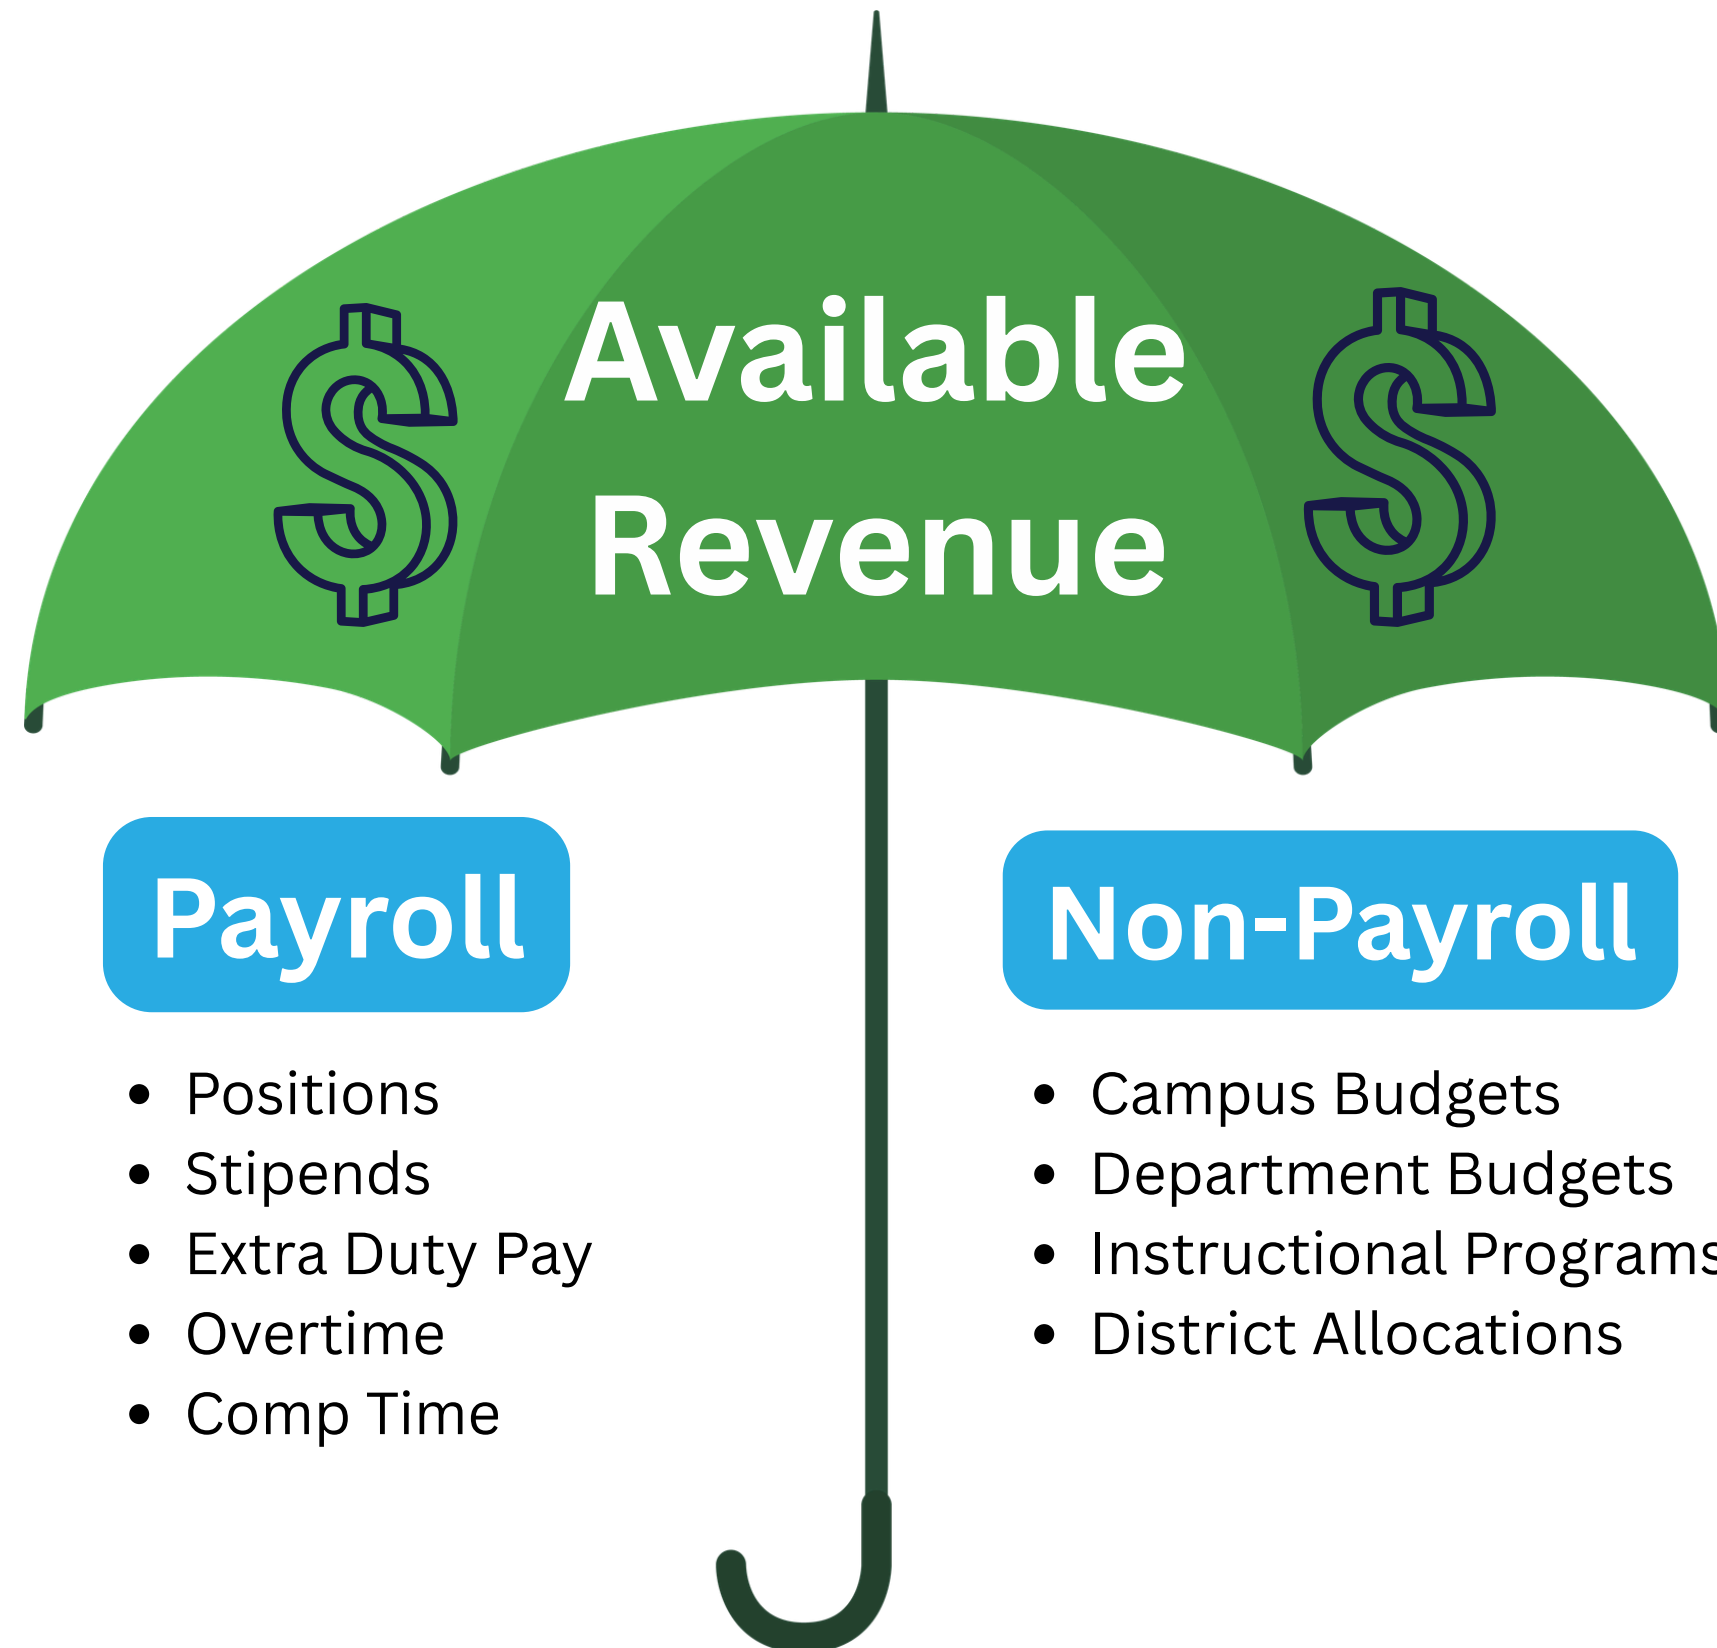 Available
Revenue
Payroll
• Positions
• Stipends
• Extra Duty Pay
• Overtime
• Comp Time
Non-Payroll
• Campus Budgets
• Department Budgets
• Instructional Programs
• District Allocations